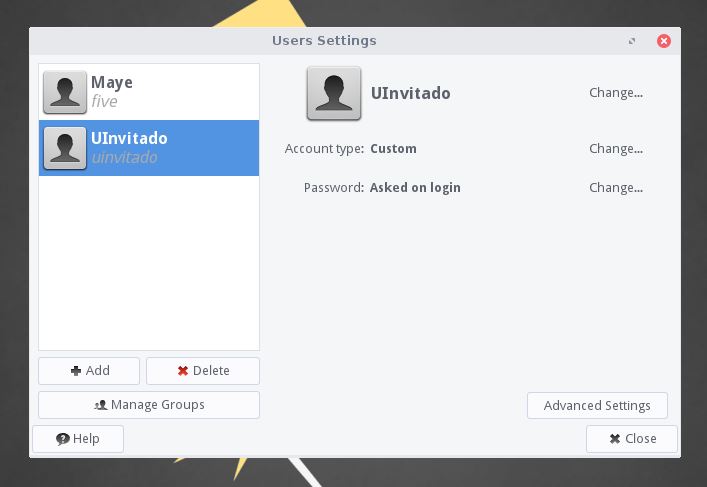 Users Settings
Maye
five
UInvitado
uinvitado
Add
Delete
Manage Groups
Help
UInvitado
Change...
Account type: Custom
Change...
Password: Asked on login
Change...
Advanced Settings
Close